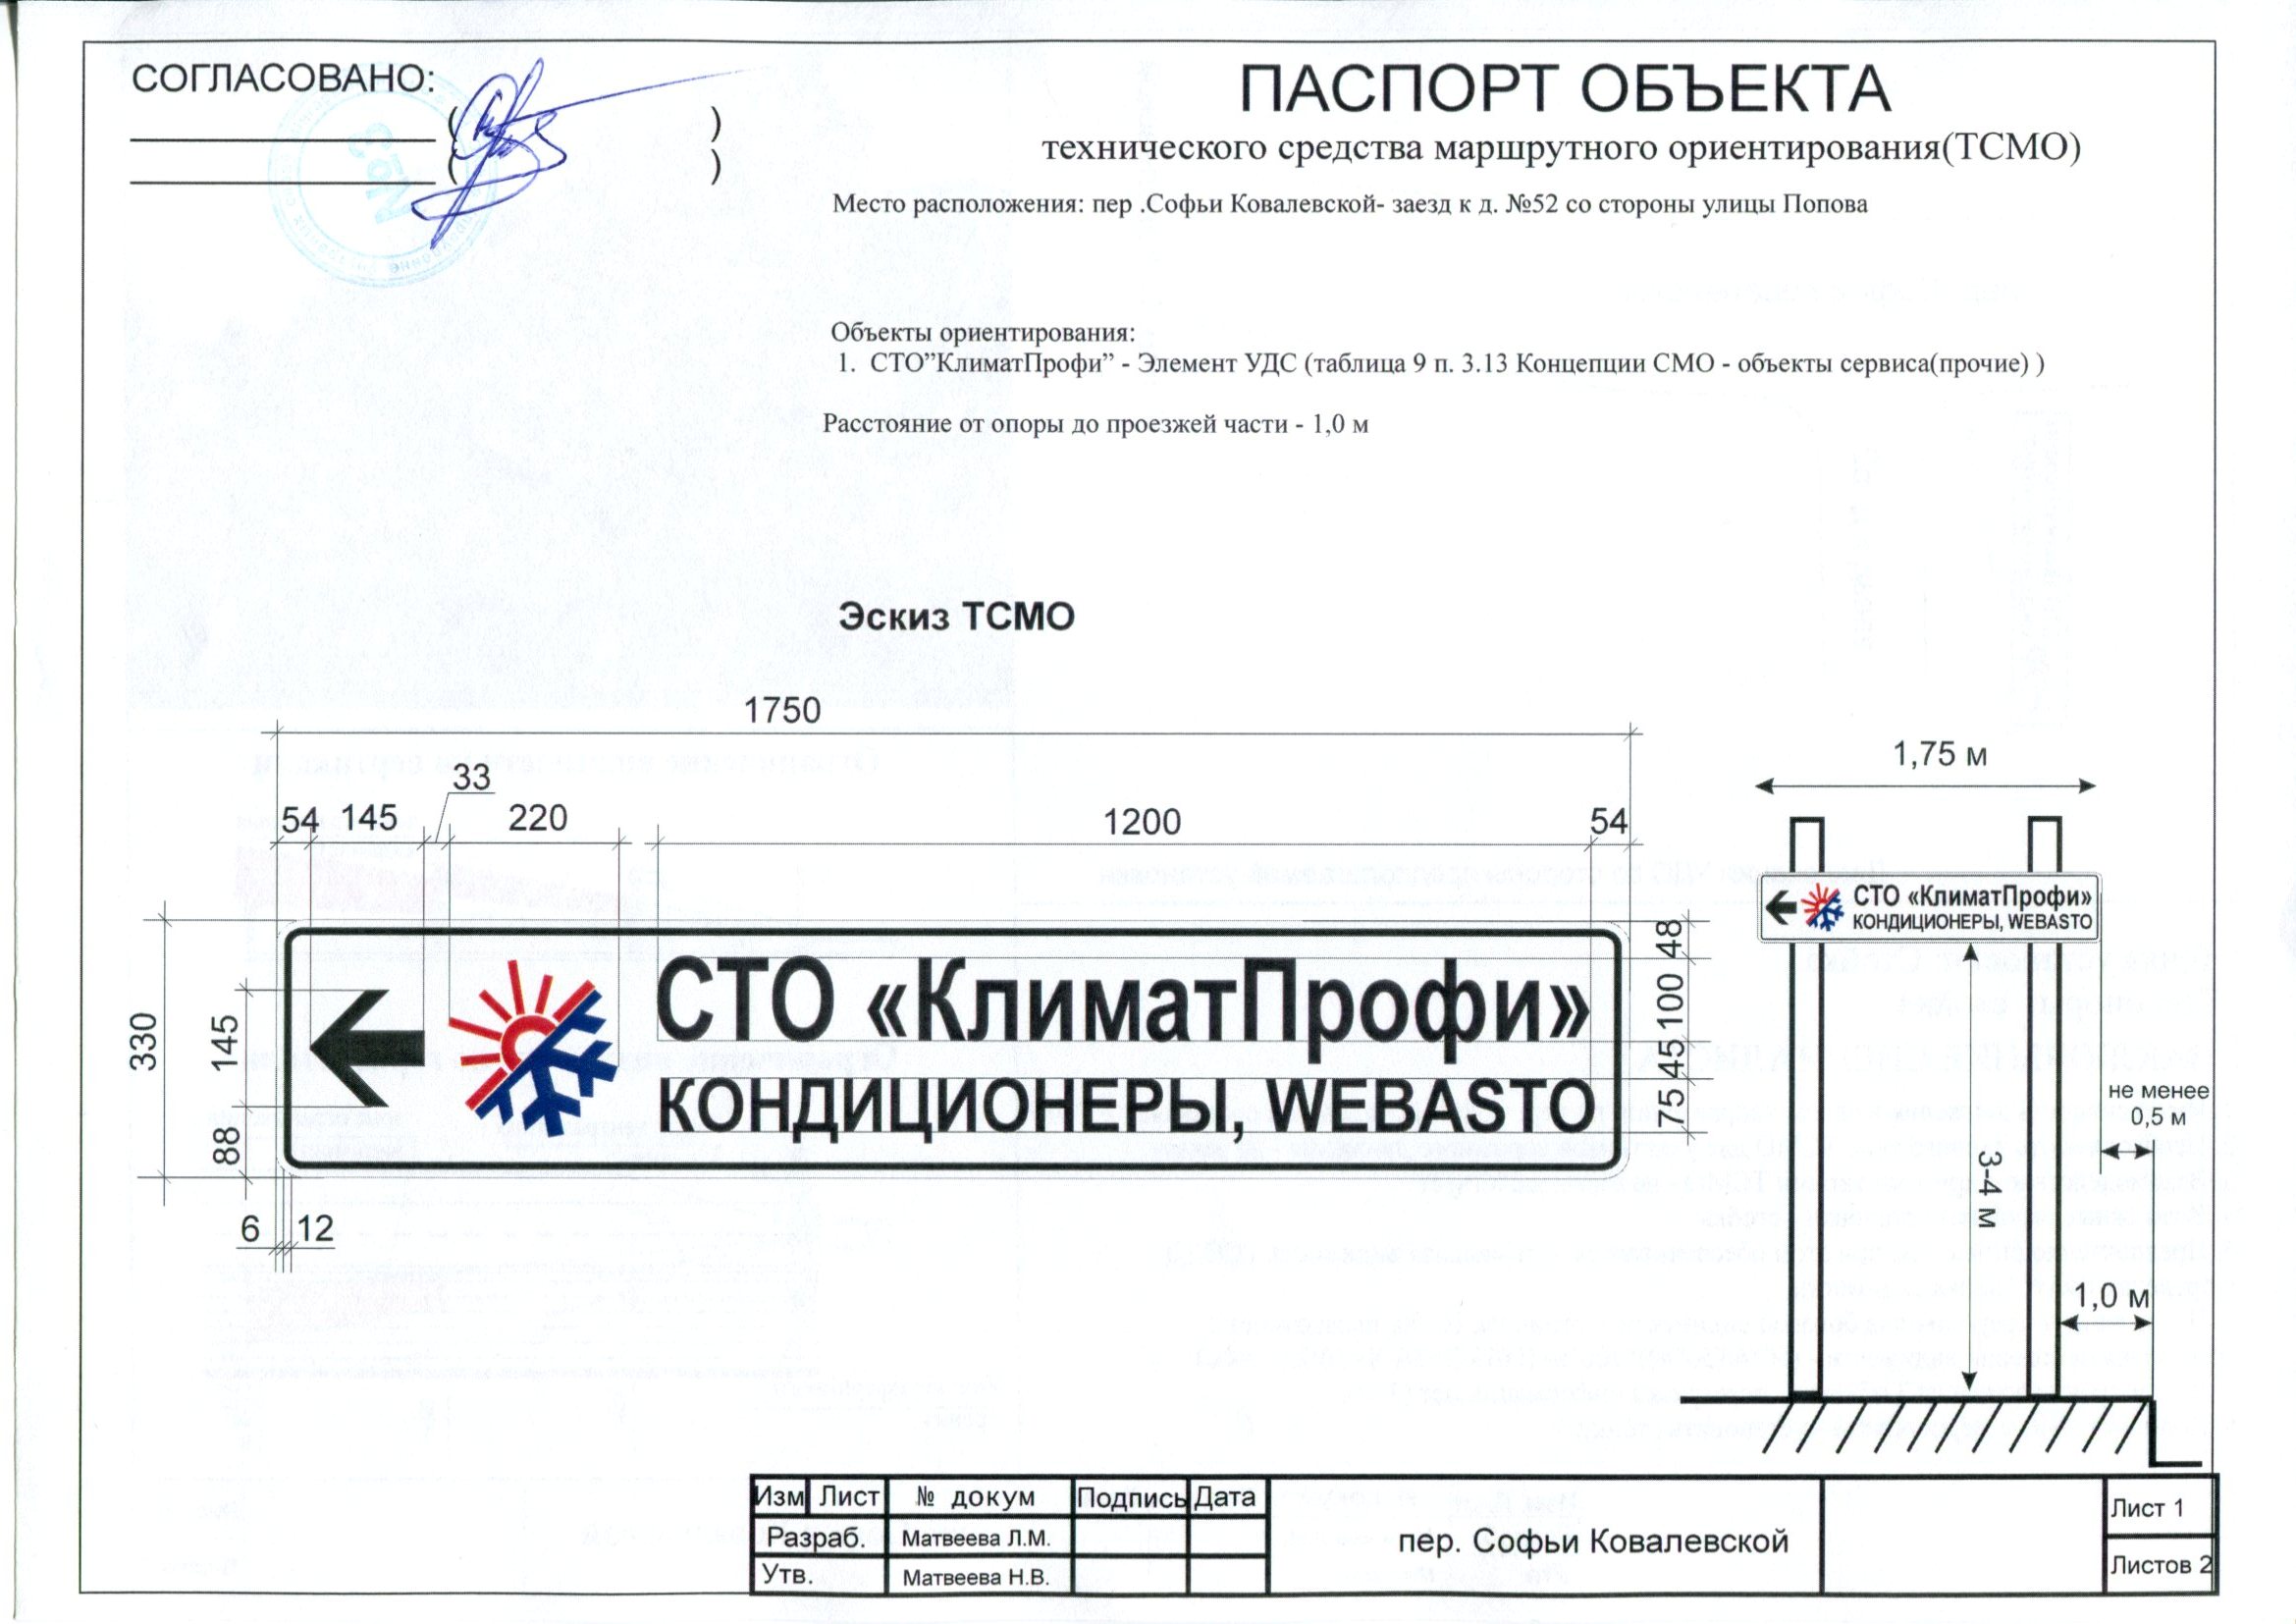 СОГЛАСОВАНО:
( )
( )
№2
ПАСПОРТ ОБЪЕКТА
технического средства маршрутного ориентирования(ТСМО)
Место расположения: пер .Софьи Ковалевской- заезд к д. №52 со стороны улицы Попова
Объекты ориентирования:
1. СТО”КлиматПрофи” - Элемент УДС (таблица 9 п. 3.13 Концепции СМО - объекты сервиса(прочие) )
Расстояние от опоры до проезжей части - 1,0 м
Эскиз ТСМО
1750
33
54 145 220 1200 54
330
145
88
6 12
СТО «КлиматПрофи»
КОНДИЦИОНЕРЫ, WEBASTO
48
100
45
75
1,75 м
СТО «КлиматПрофи»
КОНДИЦИОНЕРЫ, WEBASTO
не менее
0,5 м
3-4 м
1,0 м
Изм Лист № докум Подпись Дата
Разраб. Матвеева Л.М.
Утв. Матвеева Н.В.
пер. Софьи Ковалевской
Лист 1
Листов 2